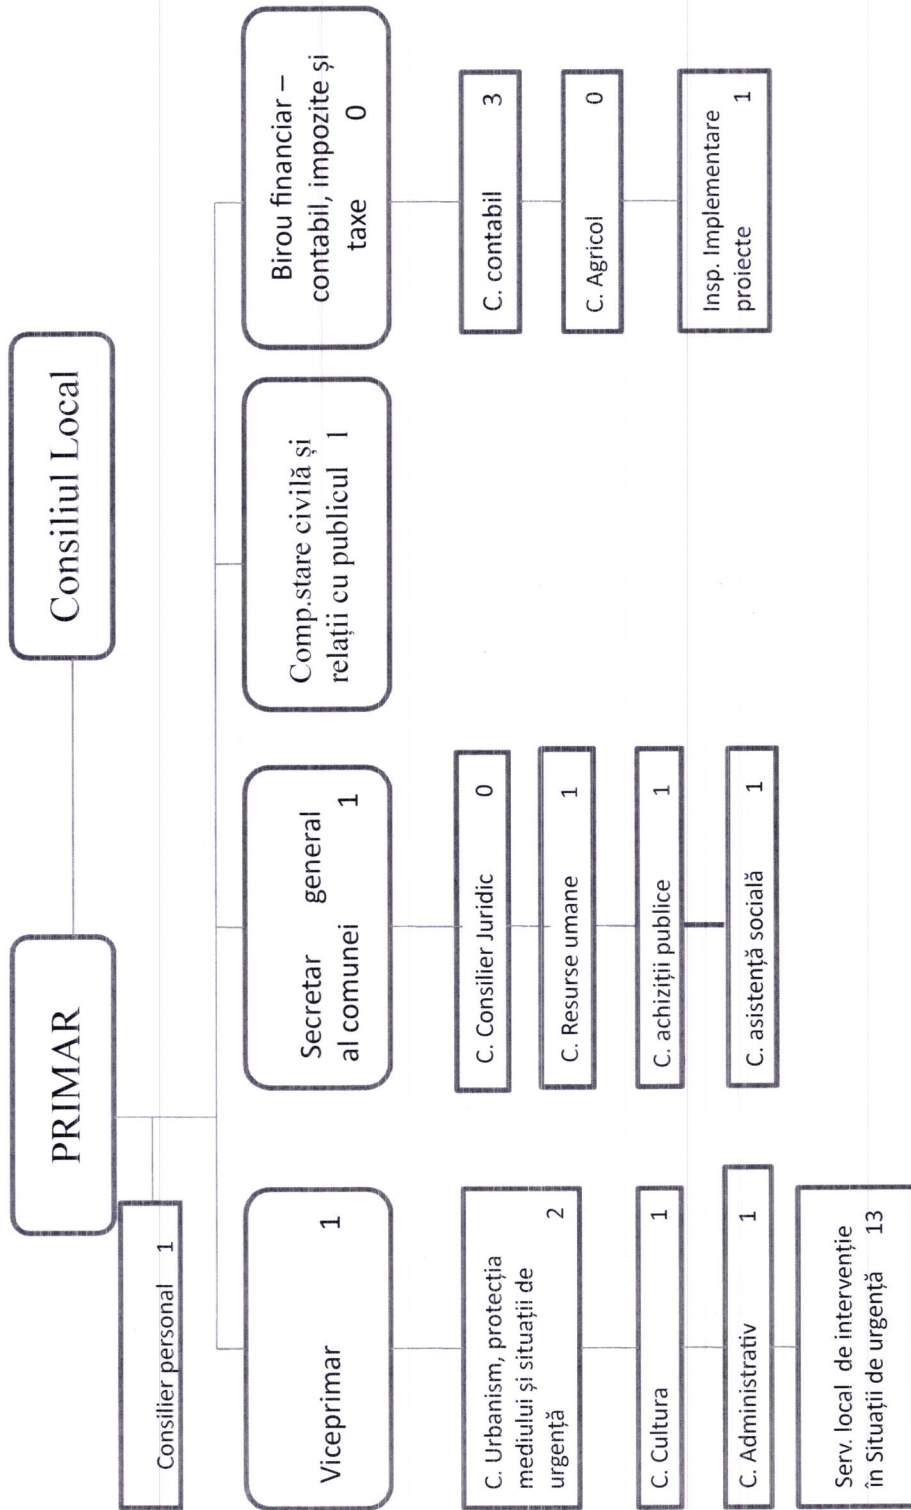 PRIMAR
Consiliul Local
Consilier personal 1
Viceprimar 1
Secretar general
al comunei 1
Comp.stare civilă și
relații cu publicul 1
Birou financiar –
contabil, impozite și
taxe 0
C. Urbanism, protecția
mediului și situații de
urgență 2
C. Cultura 1
C. Administrativ 1
Serv. local de intervenție
în Situații de urgență 13
C. Consilier Juridic 0
C. Resurse umane 1
C. achiziții publice 1
C. asistență socială 1
C. contabil 3
C. Agricol 0
Insp. Implementare
proiecte 1